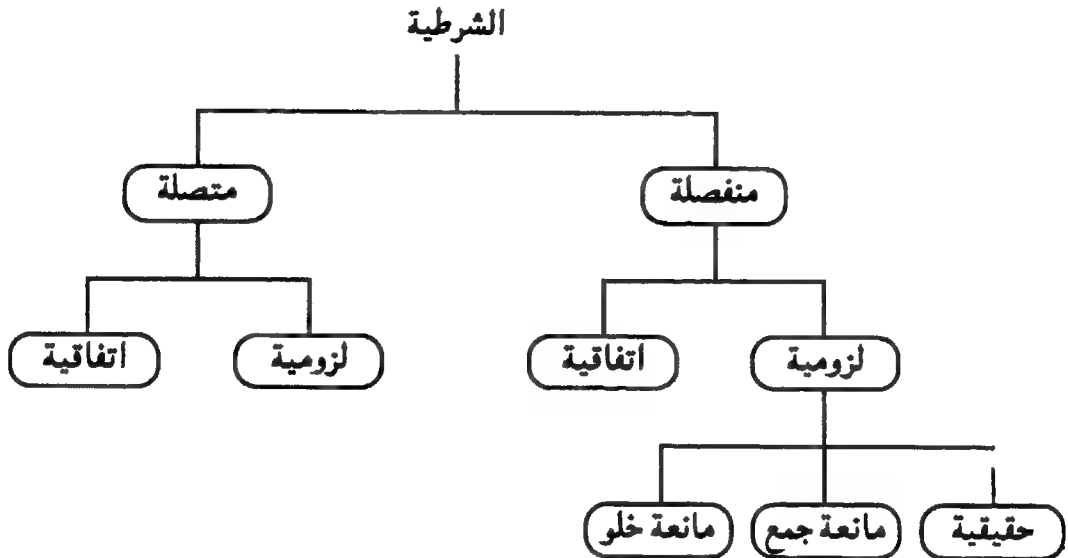 الشرطية
منفصلة
متصلة
لزومية
اتفاقية
لزومية
اتفاقية
حقيقية
مانعة جمع
مانعة خلو